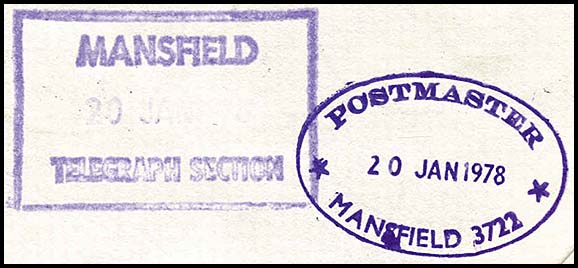 MANSFIELD
20 JAN
TELEGRAPH SECTION
POSTMASTER
20 JAN 1978
MANSFIELD 3722